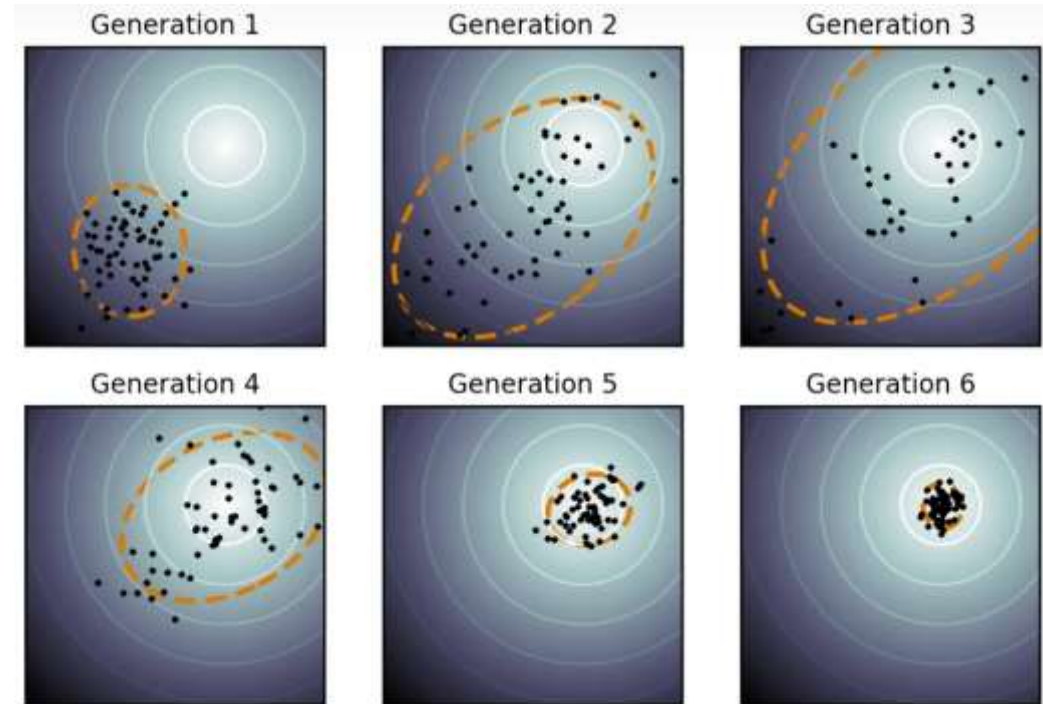 Generation 1
Generation 2
Generation 3
Generation 4
Generation 5
Generation 6